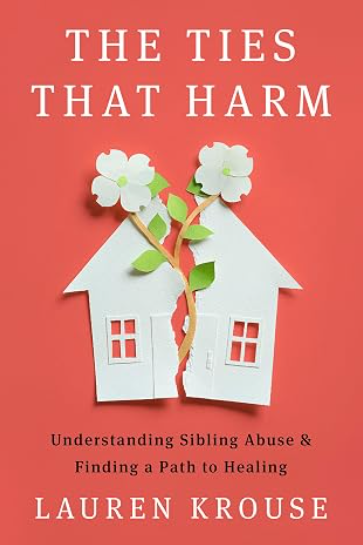 THE TIES
THAT HARM
Understanding Sibling Abuse &
Finding a Path to Healing
LAUREN KROUSE